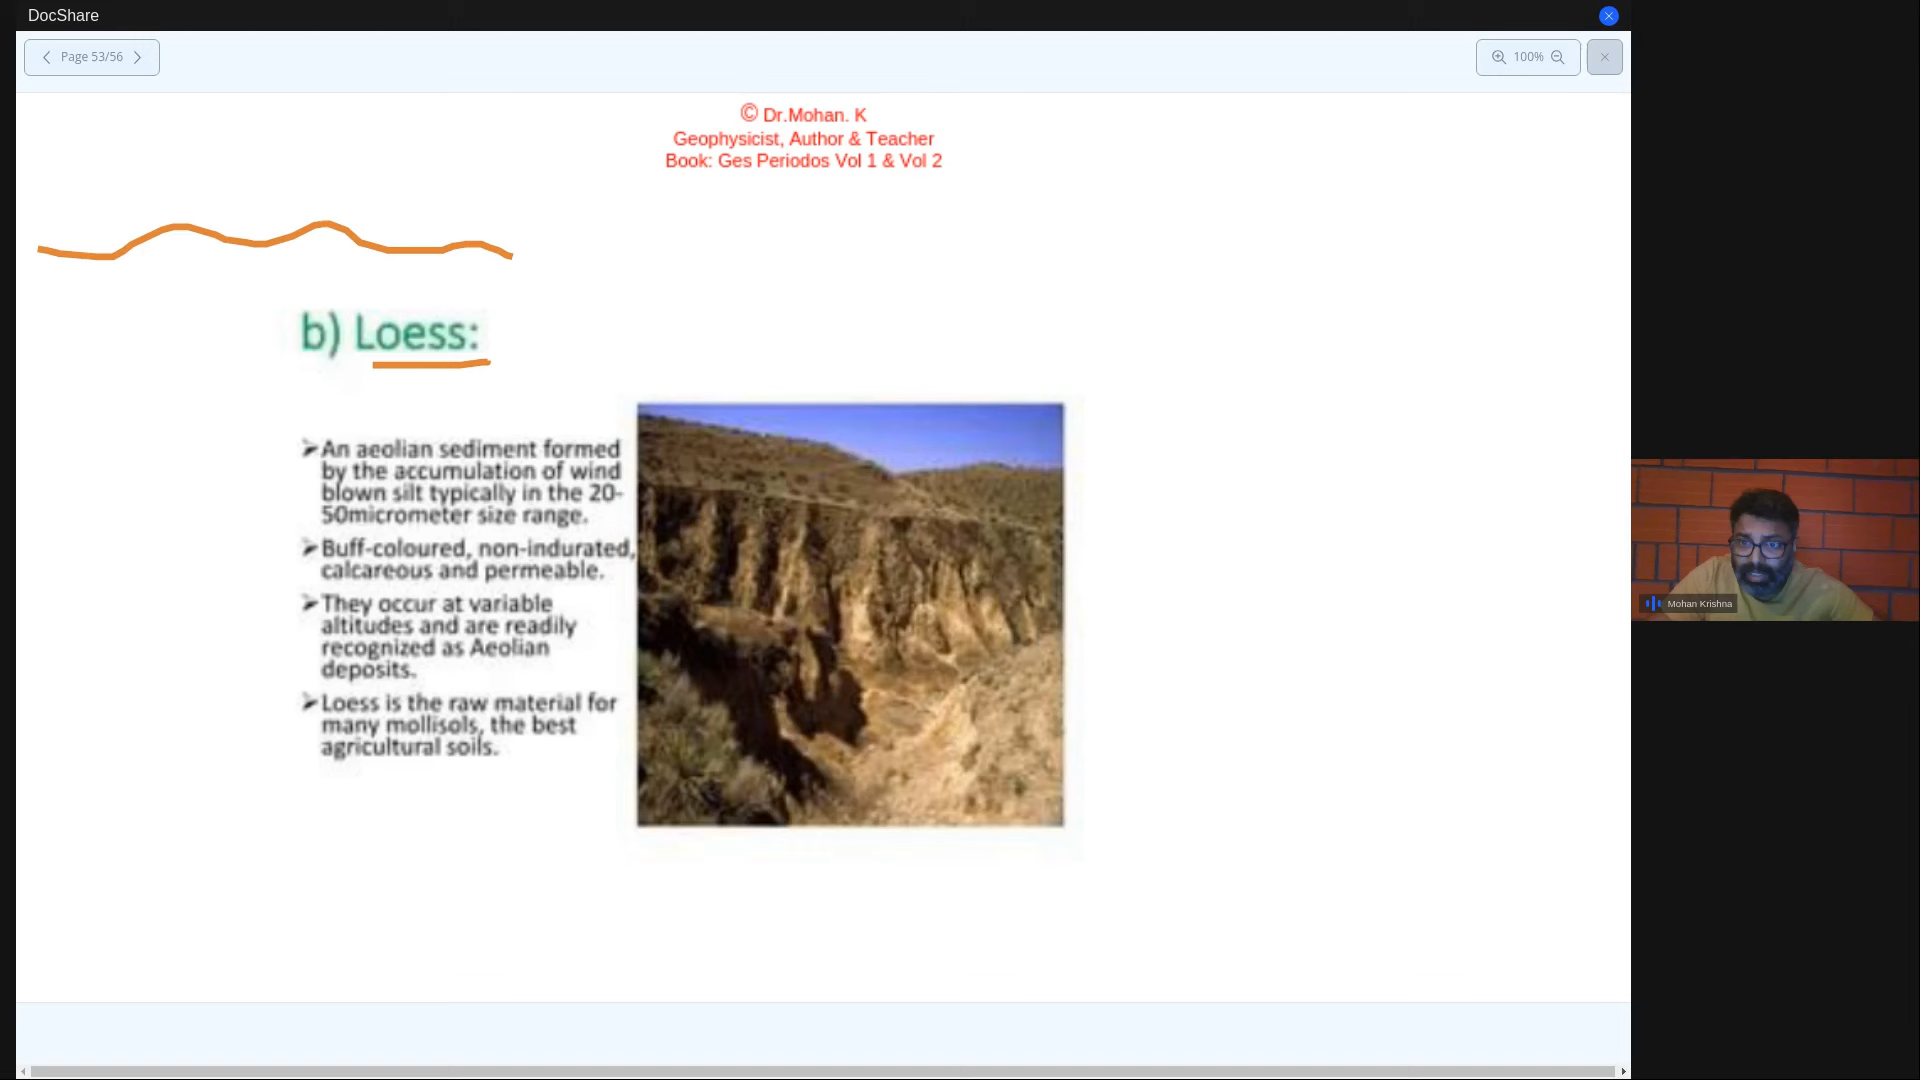 DocShare
Page 53/56
100%
© Dr.Mohan. K
Geophysicist, Author & Teacher
Book: Ges Periodos Vol 1 & Vol 2
b) Loess:
➢An aeolian sediment formed
by the accumulation of wind
blown silt typically in the 20-
50micrometer size range.
➢Buff-coloured, non-indurated,
calcareous and permeable.
➢They occur at variable
altitudes and are readily
recognized as Aeolian
deposits.
➢Loess is the raw material for
many mollisols, the best
agricultural soils.
Mohan Krishna